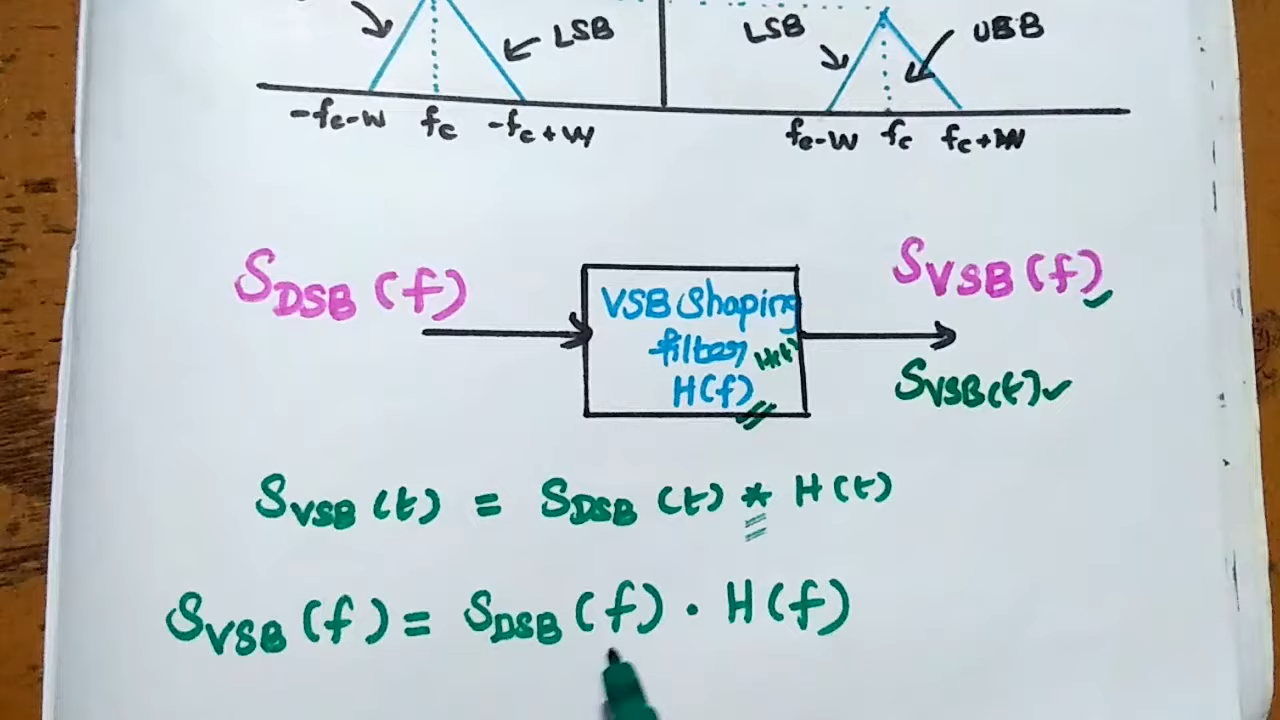 LSB
LSB
USB
-fc-W
fc
-fc+W
fc-W
fc
fc+W
SDSB(f)
VSB Shaping
filter H(t)
H(f)
SVSB(f)
SVSB(t)
SVSB(t) = SDSB(t) * H(t)
SVSB(f) = SDSB(f) · H(f)